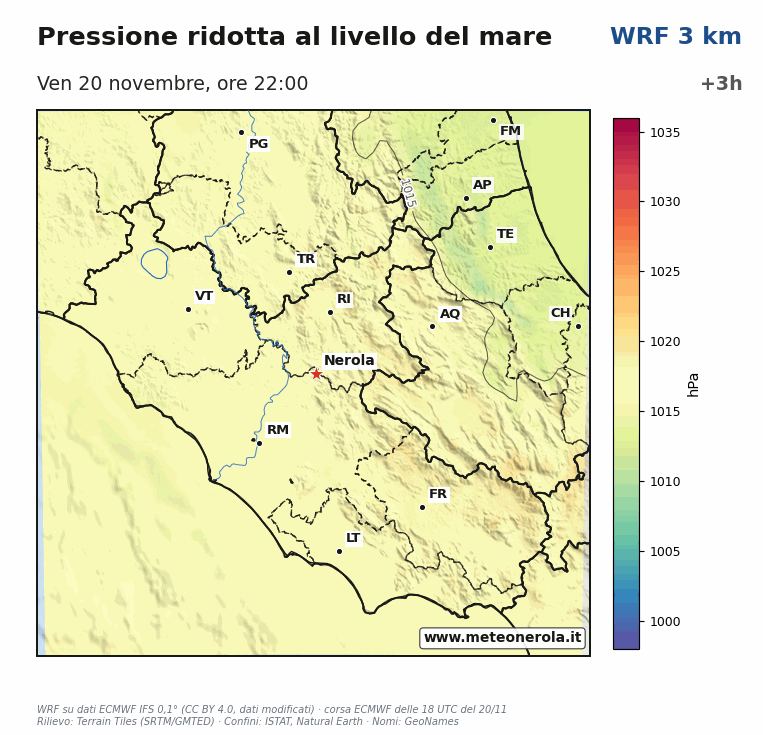 Pressione ridotta al livello del mare
WRF 3 km
Ven 20 novembre, ore 22:00
+3h
PG
FM
1015
AP
TE
TR
VT
RI
AQ
CH
Nerola
RM
FR
LT
www.meteonerola.it
1035
1030
1025
1020
1015
1010
1005
1000
hPa
WRF su dati ECMWF IFS 0,1° (CC BY 4.0, dati modificati) · corsa ECMWF delle 18 UTC del 20/11
Rilievo: Terrain Tiles (SRTM/GMTED) · Confini: ISTAT, Natural Earth · Nomi: GeoNames